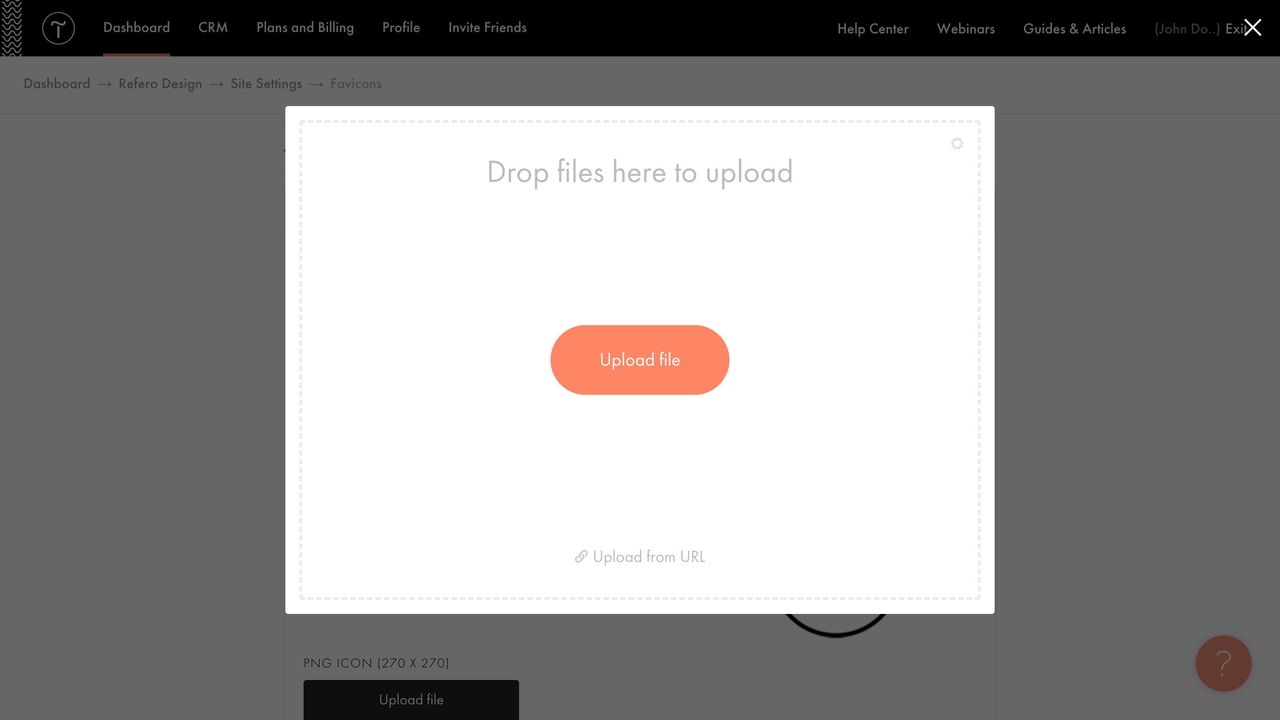 Dashboard CRM Plans and Billing Profile Invite Friends Help Center Webinars Guides & Articles (John Do..) Exit
Dashboard → Refero Design → Site Settings → Favicons
Drop files here to upload
Upload file
Upload from URL
PNG ICON (270 X 270)
Upload file
?